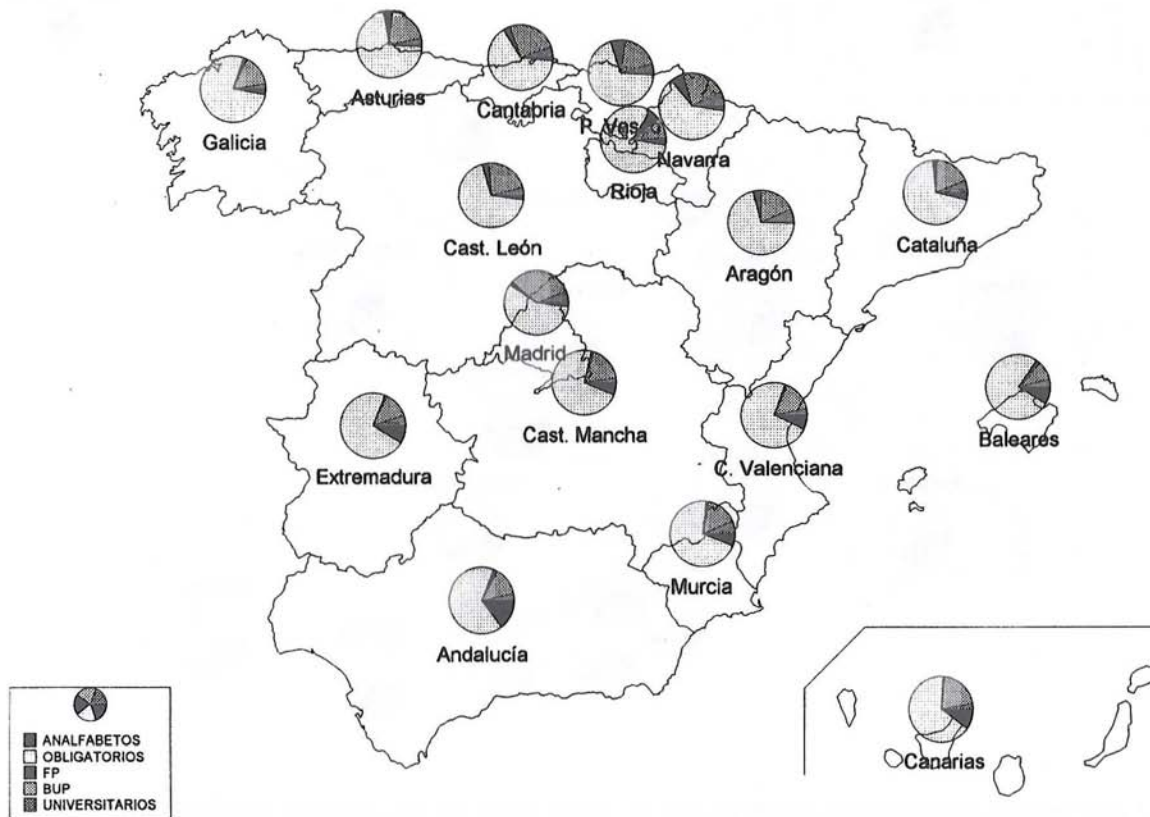 Asturias
Cantabria
P. Vasco
Galicia
Navarra
Rioja
Cast. León
Cataluña
Aragón
Madrid
Cast. Mancha
Baleares
C. Valenciana
Extremadura
Murcia
Andalucía
Canarias
ANALFABETOS
OBLIGATORIOS
FP
BUP
UNIVERSITARIOS